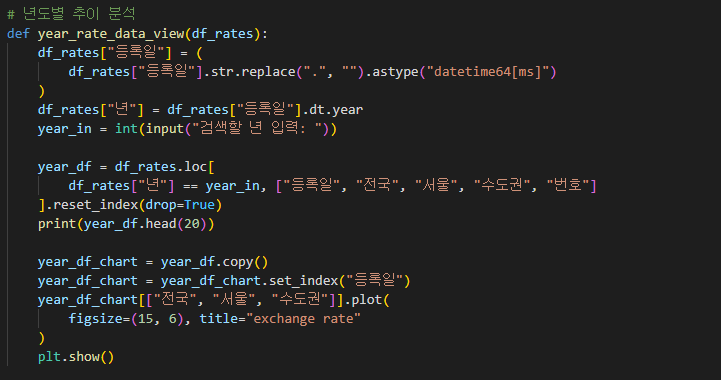 # 년도별 추이 분석
def year_rate_data_view(df_rates):
    df_rates["등록일"] = (
        df_rates["등록일"].str.replace(".", "").astype("datetime64[ms]")
    )
    df_rates["년"] = df_rates["등록일"].dt.year
    year_in = int(input("검색할 년 입력: "))

    year_df = df_rates.loc[
        df_rates["년"] == year_in, ["등록일", "전국", "서울", "수도권", "번호"]
    ].reset_index(drop=True)
    print(year_df.head(20))

    year_df_chart = year_df.copy()
    year_df_chart = year_df_chart.set_index("등록일")
    year_df_chart[["전국", "서울", "수도권"]].plot(
        figsize=(15, 6), title="exchange rate"
    )
    plt.show()